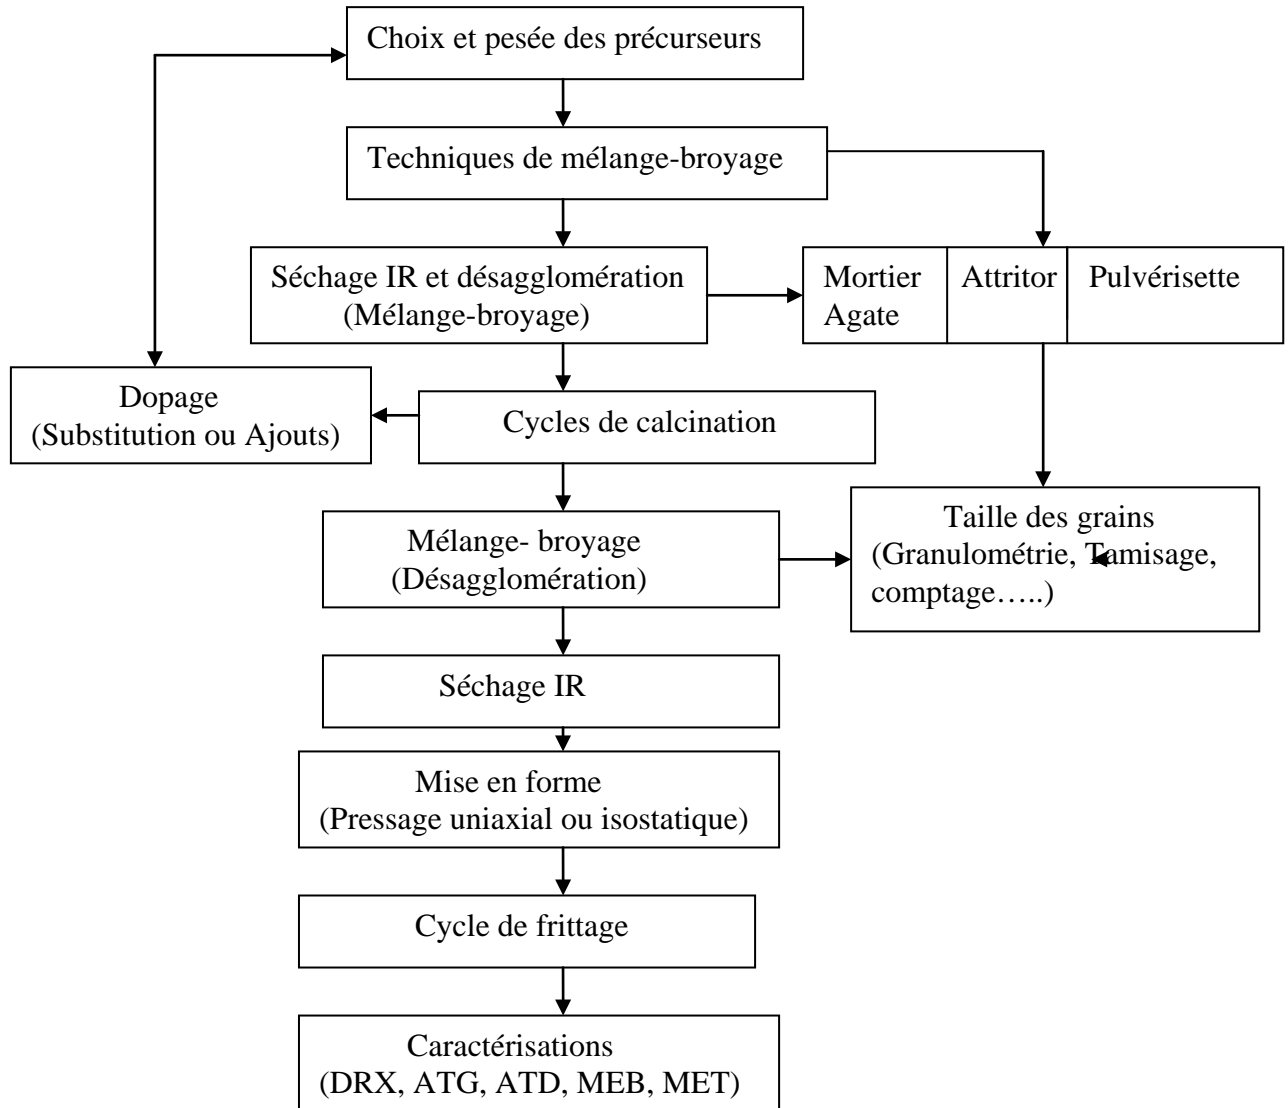 Choix et pesée des précurseurs
Techniques de mélange-broyage
Séchage IR et désagglomération
(Mélange-broyage)
Mortier
Agate
Attritor
Pulvérisette
Dopage
(Substitution ou Ajouts)
Cycles de calcination
Mélange- broyage
(Désagglomération)
Taille des grains
(Granulométrie, Tamisage,
comptage…..)
Séchage IR
Mise en forme
(Pressage uniaxial ou isostatique)
Cycle de frittage
Caractérisations
(DRX, ATG, ATD, MEB, MET)